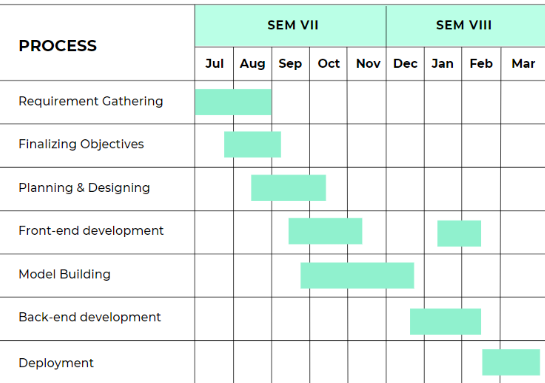 PROCESS
SEM VII
SEM VIII
Jul Aug Sep Oct Nov Dec Jan Feb Mar
Requirement Gathering
Finalizing Objectives
Planning & Designing
Front-end development
Model Building
Back-end development
Deployment